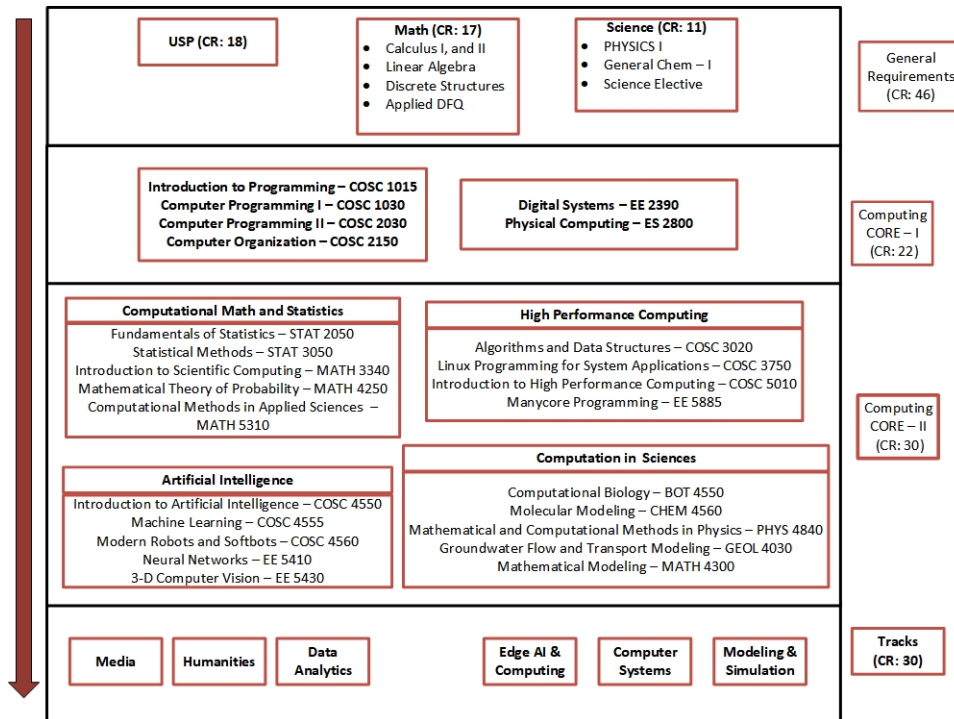 USP (CR: 18)
Math (CR: 17)
• Calculus I, and II
• Linear Algebra
• Discrete Structures
• Applied DFQ
Science (CR: 11)
• PHYSICS I
• General Chem – I
• Science Elective
General
Requirements
(CR: 46)
Introduction to Programming – COSC 1015
Computer Programming I – COSC 1030
Computer Programming II – COSC 2030
Computer Organization – COSC 2150
Digital Systems – EE 2390
Physical Computing – ES 2800
Computing
CORE – I
(CR: 22)
Computational Math and Statistics
Fundamentals of Statistics – STAT 2050
Statistical Methods – STAT 3050
Introduction to Scientific Computing – MATH 3340
Mathematical Theory of Probability – MATH 4250
Computational Methods in Applied Sciences –
MATH 5310
High Performance Computing
Algorithms and Data Structures – COSC 3020
Linux Programming for System Applications – COSC 3750
Introduction to High Performance Computing – COSC 5010
Manycore Programming – EE 5885
Computing
CORE – II
(CR: 30)
Artificial Intelligence
Introduction to Artificial Intelligence – COSC 4550
Machine Learning – COSC 4555
Modern Robots and Softbots – COSC 4560
Neural Networks – EE 5410
3-D Computer Vision – EE 5430
Computation in Sciences
Computational Biology – BOT 4550
Molecular Modeling – CHEM 4560
Mathematical and Computational Methods in Physics – PHYS 4840
Groundwater Flow and Transport Modeling – GEOL 4030
Mathematical Modeling – MATH 4300
Media
Humanities
Data
Analytics
Edge AI &
Computing
Computer
Systems
Modeling &
Simulation
Tracks
(CR: 30)